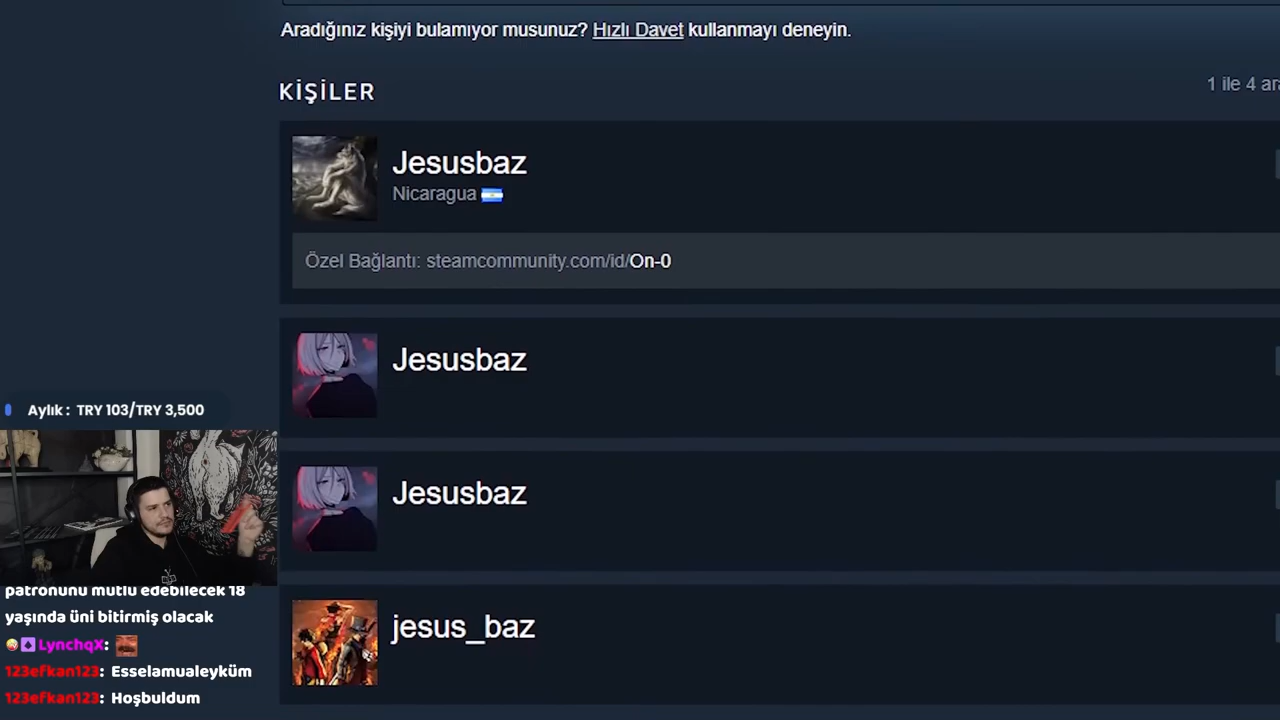 Aradığınız kişiyi bulamıyor musunuz? Hızlı Davet kullanmayı deneyin.
KİŞİLER
1 ile 4
Jesusbaz
Nicaragua
Özel Bağlantı: steamcommunity.com/id/On-0
Jesusbaz
Jesusbaz
jesus_baz
Aylık : TRY 103/TRY 3,500
patronunu mutlu edebilecek 18
yaşında üni bitirmiş olacak
LynchqX:
123efkan123: Esselamualeyküm
123efkan123: Hoşbuldum